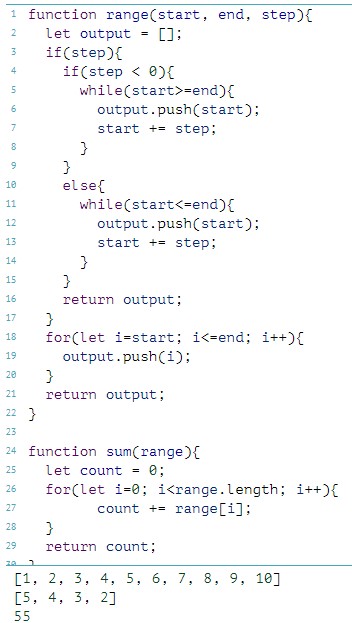 1 function range(start, end, step){
2   let output = [];
3   if(step){
4     if(step < 0){
5       while(start>=end){
6         output.push(start);
7         start += step;
8       }
9     }
10     else{
11       while(start<=end){
12         output.push(start);
13         start += step;
14       }
15     }
16     return output;
17   }
18   for(let i=start; i<=end; i++){
19     output.push(i);
20   }
21   return output;
22 }
23
24 function sum(range){
25   let count = 0;
26   for(let i=0; i<range.length; i++){
27         count += range[i];
28   }
29   return count;
30 }
[1, 2, 3, 4, 5, 6, 7, 8, 9, 10]
[5, 4, 3, 2]
55